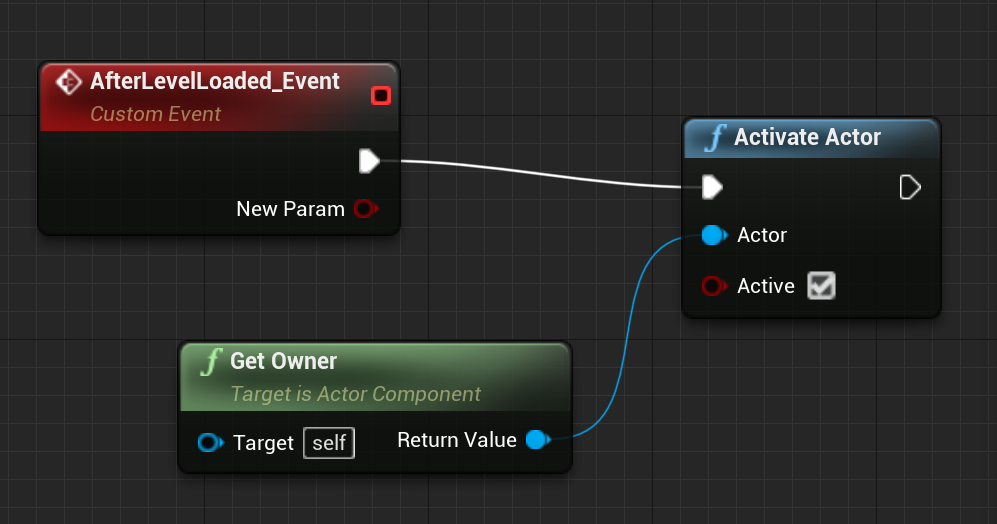 AfterLevelLoaded_Event
Custom Event
New Param
Activate Actor
Actor
Active
Get Owner
Target is Actor Component
Target self Return Value